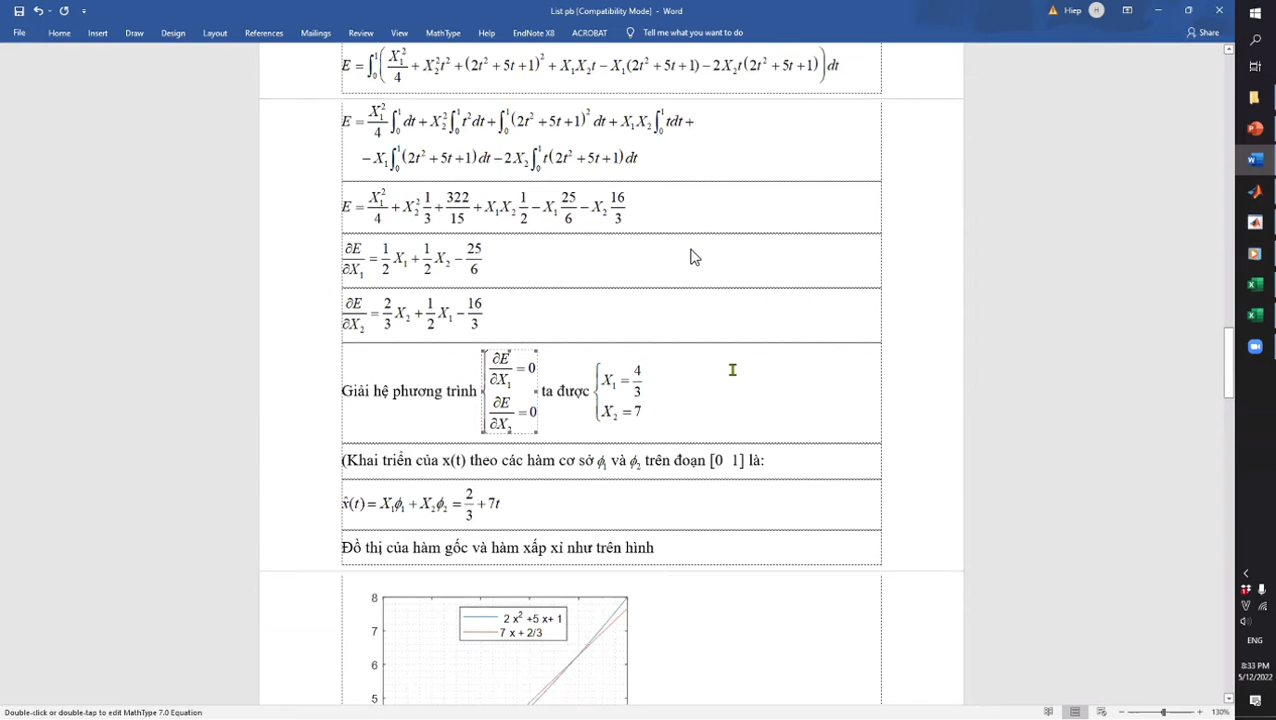 List pb [Compatibility Mode] - Word
Hiep H
File Home Insert Draw Design Layout References Mailings Review View MathType Help EndNote X8 ACROBAT Tell me what you want to do Share
E = ∫₀¹ ( X₁²/4 + X₂²t² + (2t² + 5t + 1)² + X₁X₂t − X₁(2t² + 5t + 1) − 2X₂t(2t² + 5t + 1) ) dt
E = X₁²/4 ∫₀¹ dt + X₂² ∫₀¹ t²dt + ∫₀¹ (2t² + 5t + 1)² dt + X₁X₂ ∫₀¹ tdt +
− X₁ ∫₀¹ (2t² + 5t + 1) dt − 2X₂ ∫₀¹ t(2t² + 5t + 1) dt
E = X₁²/4 + X₂² 1/3 + 322/15 + X₁X₂ 1/2 − X₁ 25/6 − X₂ 16/3
∂E/∂X₁ = 1/2 X₁ + 1/2 X₂ − 25/6
∂E/∂X₂ = 2/3 X₂ + 1/2 X₁ − 16/3
Giải hệ phương trình { ∂E/∂X₁ = 0 ∂E/∂X₂ = 0 ta được { X₁ = 4/3 X₂ = 7
(Khai triển của x(t) theo các hàm cơ sở ϕ₁ và ϕ₂ trên đoạn [0 1] là:
x̂(t) = X₁ϕ₁ + X₂ϕ₂ = 2/3 + 7t
Đồ thị của hàm gốc và hàm xấp xỉ như trên hình
8
2 x² +5 x+ 1
7 x + 2/3
7
6
5
ENG
8:33 PM
5/12/2022
Double-click or double-tap to edit MathType 7.0 Equation
130%